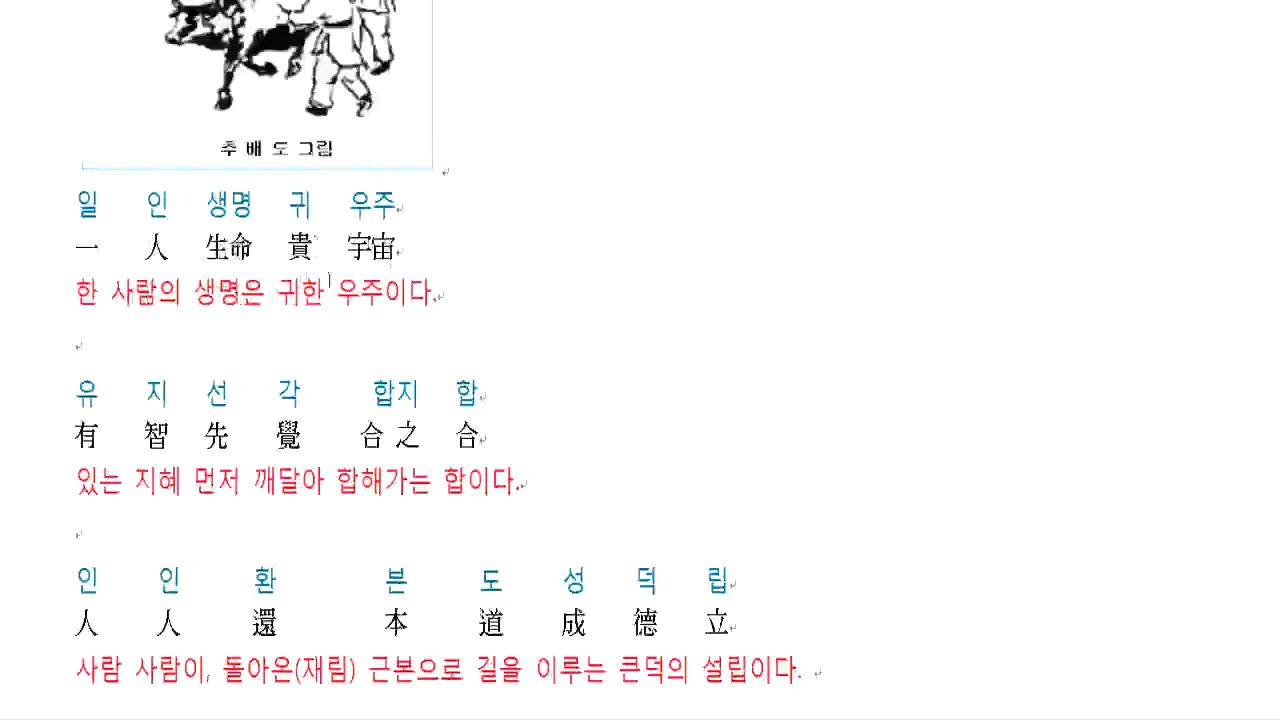 추 배 도 그림
일 인 생명 귀 우주
一 人 生命 貴 宇宙
한 사람의 생명은 귀한 우주이다.
유 지 선 각 합지 합
有 智 先 覺 合 之 合
있는 지혜 먼저 깨달아 합해가는 합이다.
인 인 환 븐 도 성 덕 립
人 人 還 本 道 成 德 立
사람 사람이, 돌아온(재림) 근본으로 길을 이루는 큰덕의 설립이다.